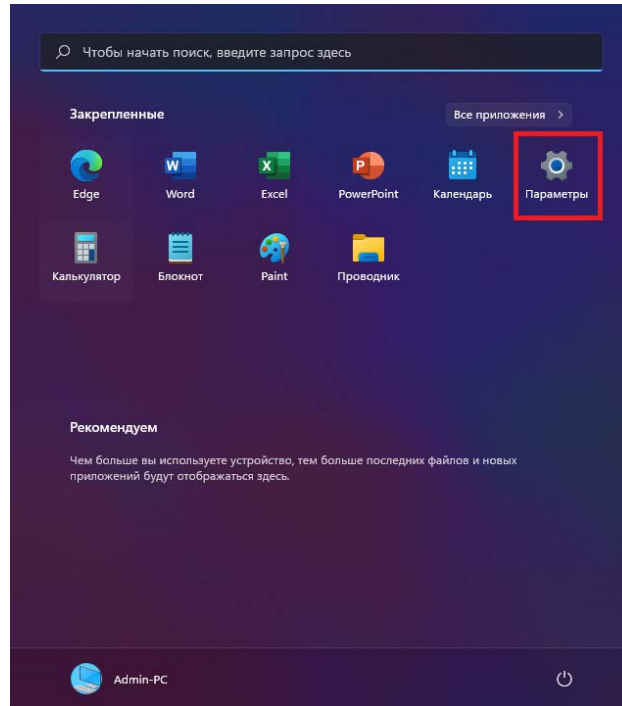 Чтобы начать поиск, введите запрос здесь
Закрепленные
Все приложения >
Edge
Word
Excel
PowerPoint
Календарь
Параметры
Калькулятор
Блокнот
Paint
Проводник
Рекомендуем
Чем больше вы используете устройство, тем больше последних файлов и новых
приложений будут отображаться здесь.
Admin-PC